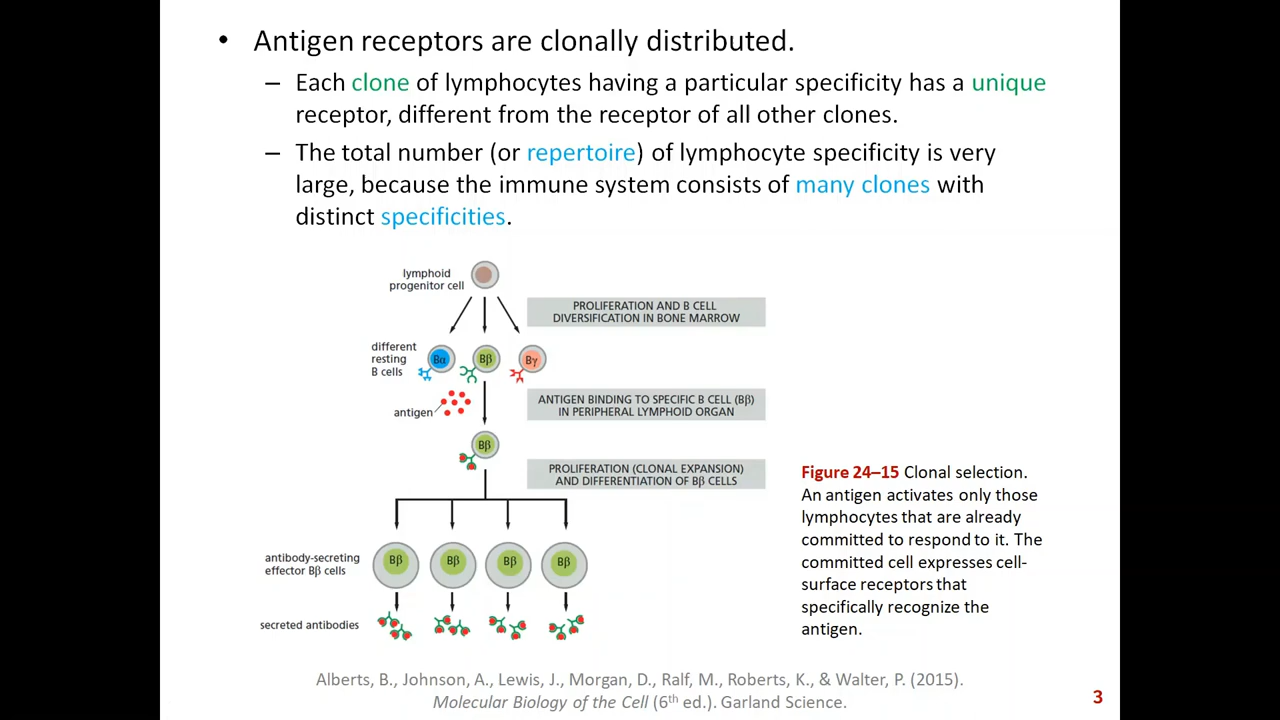 • Antigen receptors are clonally distributed.
– Each clone of lymphocytes having a particular specificity has a unique
receptor, different from the receptor of all other clones.
– The total number (or repertoire) of lymphocyte specificity is very
large, because the immune system consists of many clones with
distinct specificities.
lymphoid
progenitor cell
PROLIFERATION AND B CELL
DIVERSIFICATION IN BONE MARROW
different
resting
B cells
Bα
Bβ
Bγ
antigen
ANTIGEN BINDING TO SPECIFIC B CELL (Bβ)
IN PERIPHERAL LYMPHOID ORGAN
Bβ
PROLIFERATION (CLONAL EXPANSION)
AND DIFFERENTIATION OF Bβ CELLS
antibody-secreting
effector Bβ cells
Bβ
Bβ
Bβ
Bβ
secreted antibodies
Figure 24–15 Clonal selection.
An antigen activates only those
lymphocytes that are already
committed to respond to it. The
committed cell expresses cell-
surface receptors that
specifically recognize the
antigen.
Alberts, B., Johnson, A., Lewis, J., Morgan, D., Ralf, M., Roberts, K., & Walter, P. (2015).
Molecular Biology of the Cell (6th ed.). Garland Science.
3